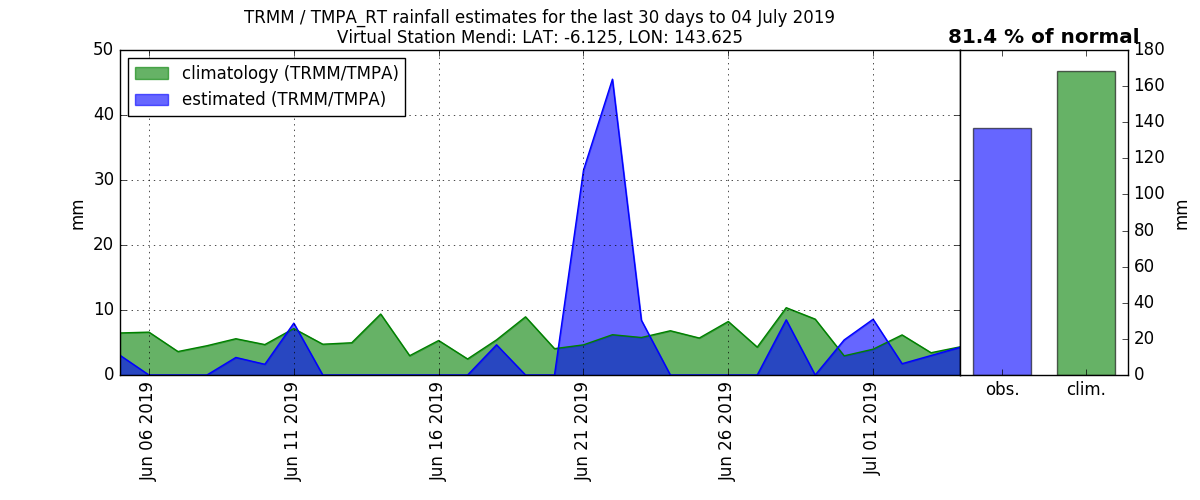 TRMM / TMPA_RT rainfall estimates for the last 30 days to 04 July 2019
Virtual Station Mendi: LAT: -6.125, LON: 143.625
81.4 % of normal
climatology (TRMM/TMPA)
estimated (TRMM/TMPA)
50
40
30
20
10
0
mm
Jun 06 2019
Jun 11 2019
Jun 16 2019
Jun 21 2019
Jun 26 2019
Jul 01 2019
180
160
140
120
100
80
60
40
20
0
mm
obs.
clim.